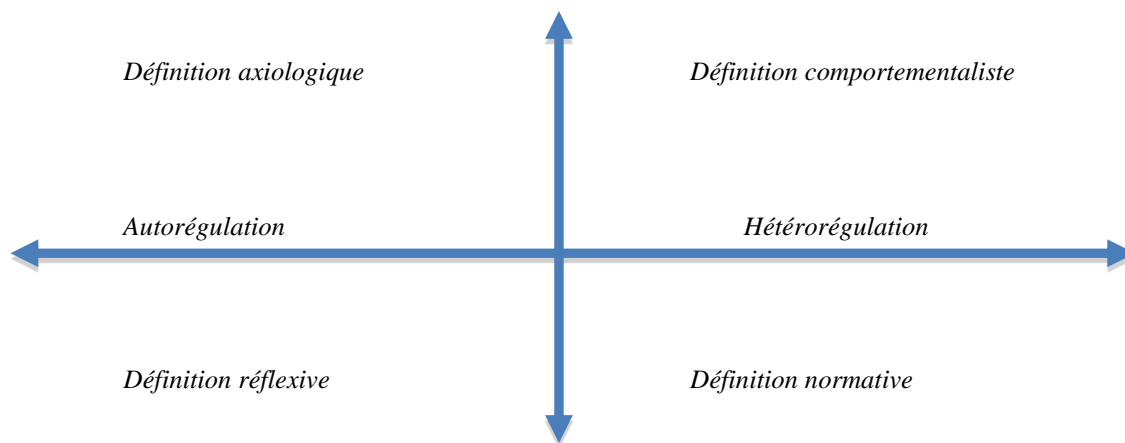 Définition axiologique
Définition comportementaliste
Autorégulation
Hétérorégulation
Définition réflexive
Définition normative